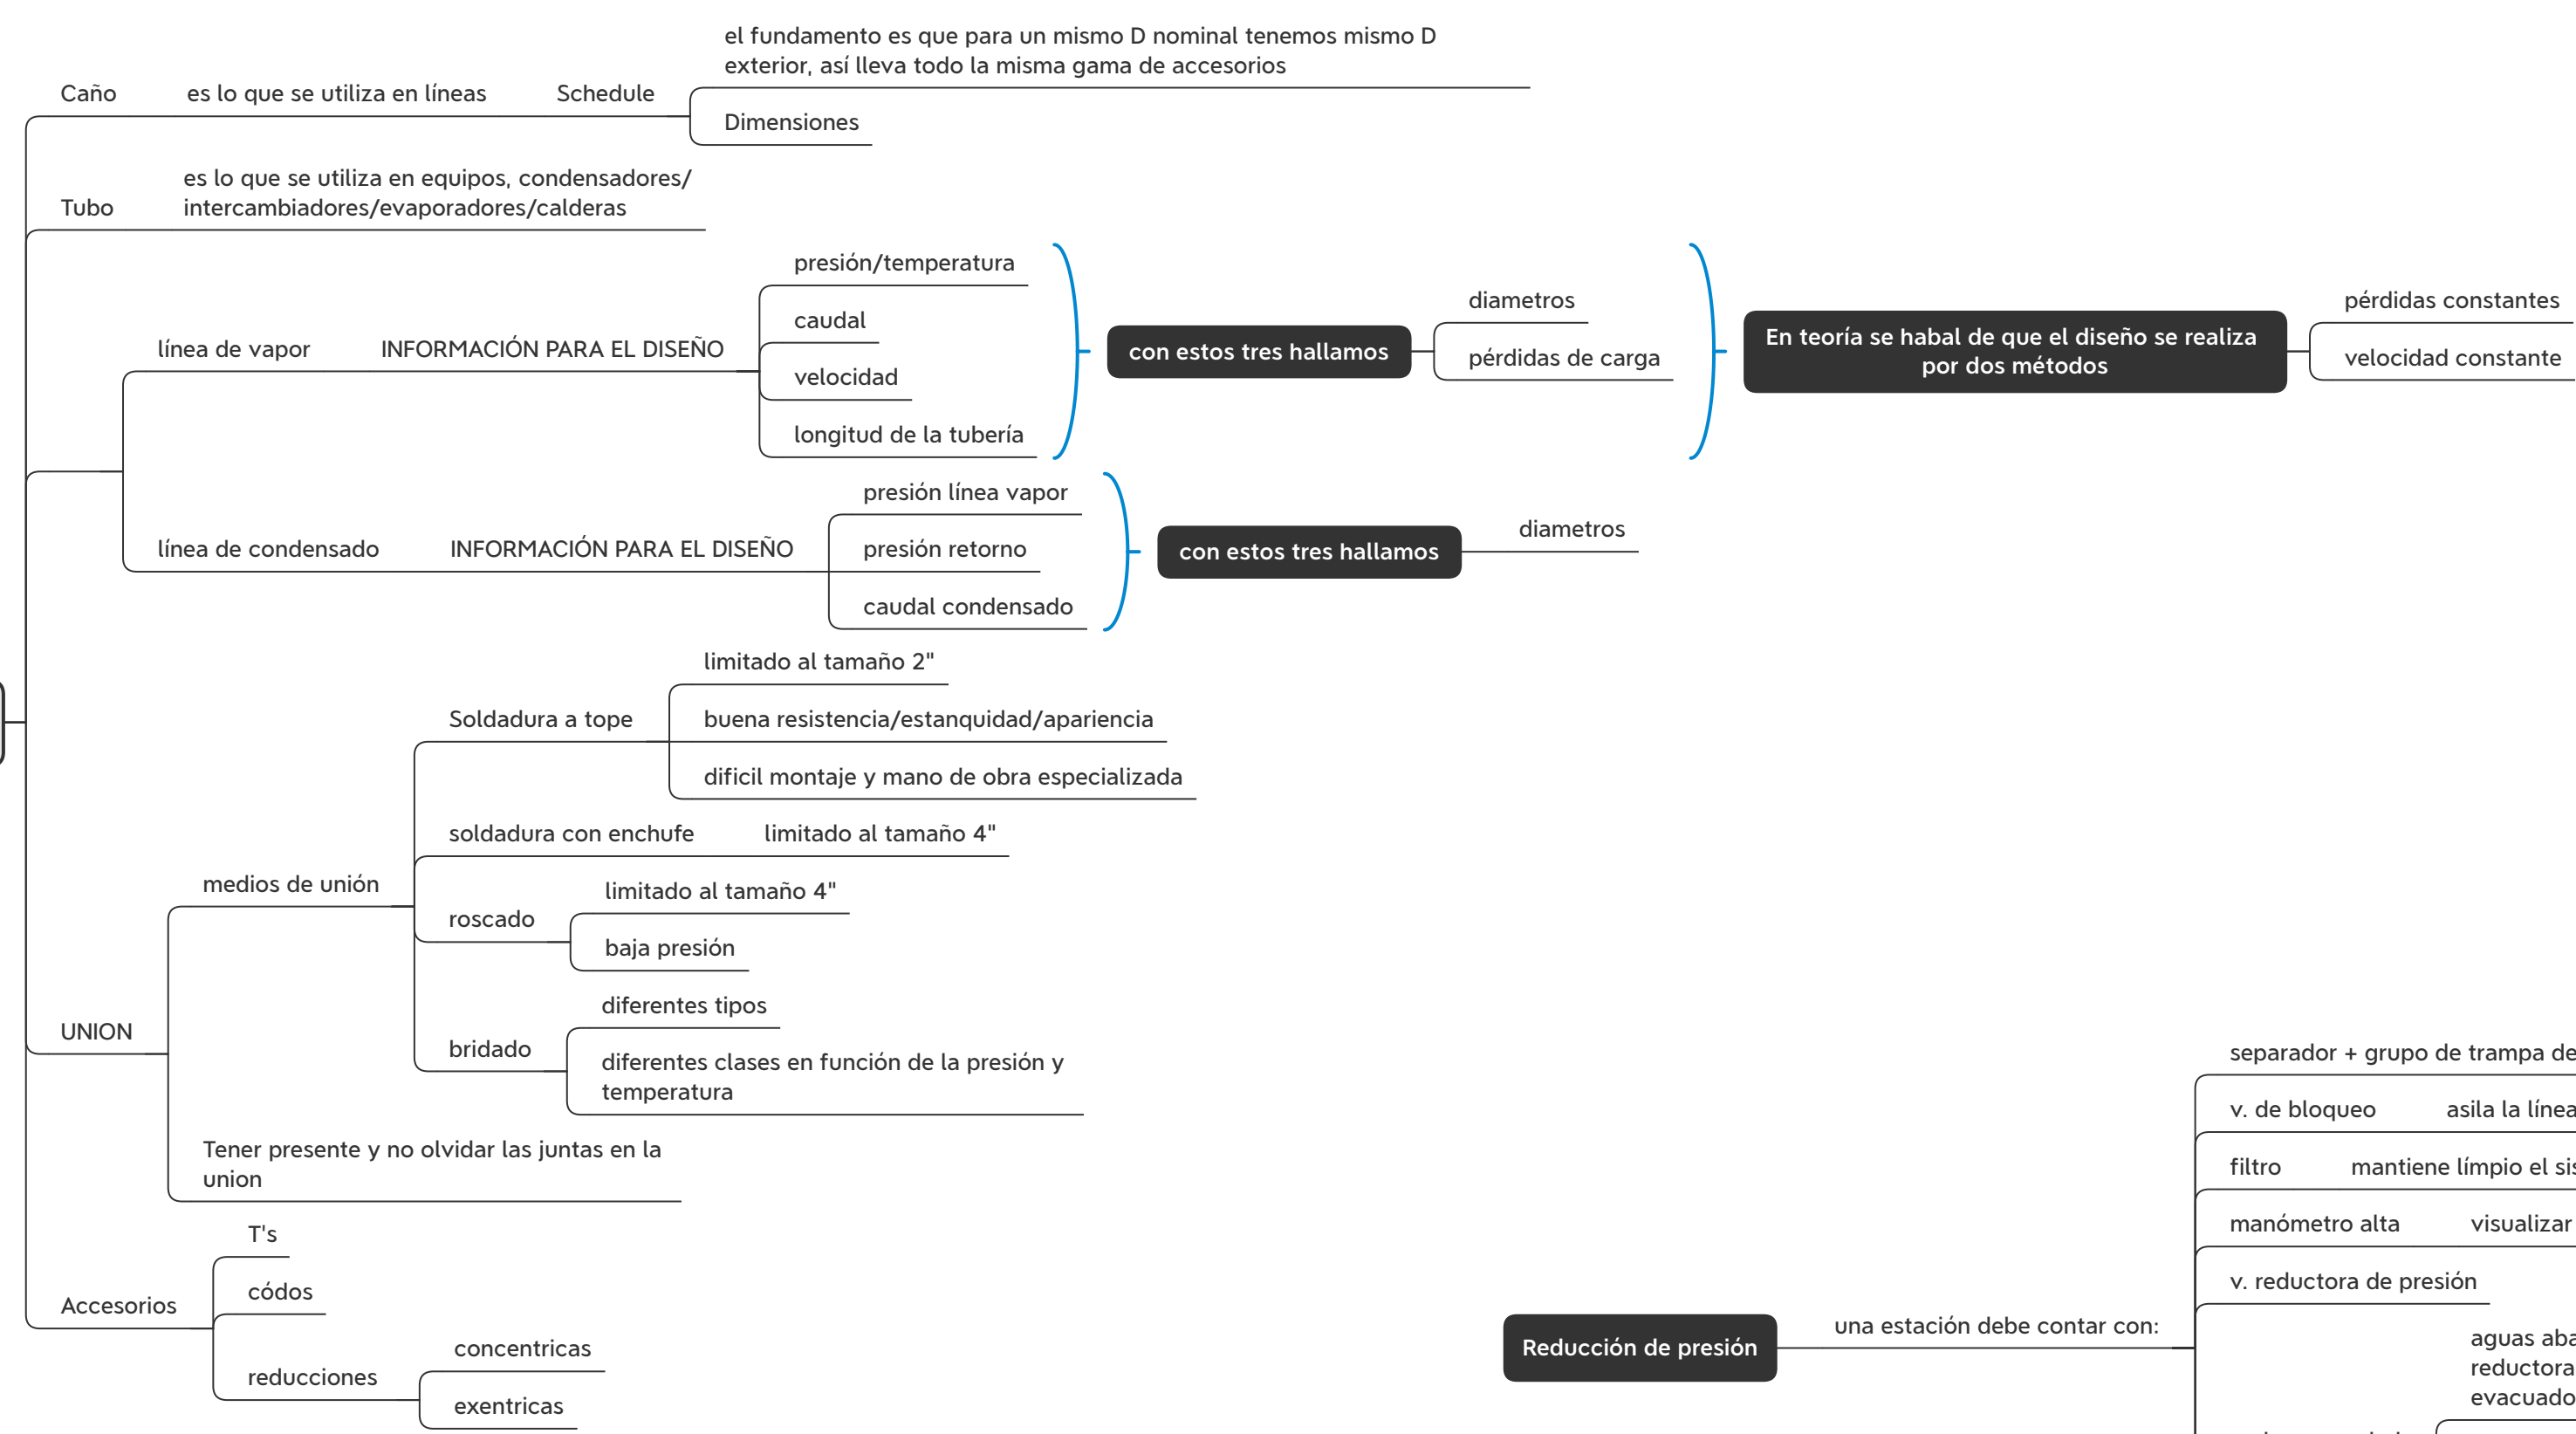 el fundamento es que para un mismo D nominal tenemos mismo D
exterior, así lleva todo la misma gama de accesorios
Caño
es lo que se utiliza en líneas
Schedule
Dimensiones
es lo que se utiliza en equipos, condensadores/
intercambiadores/evaporadores/calderas
Tubo
presión/temperatura
caudal
línea de vapor
INFORMACIÓN PARA EL DISEÑO
velocidad
longitud de la tubería
con estos tres hallamos
diametros
pérdidas de carga
En teoría se habal de que el diseño se realiza
por dos métodos
pérdidas constantes
velocidad constante
presión línea vapor
línea de condensado
INFORMACIÓN PARA EL DISEÑO
presión retorno
caudal condensado
con estos tres hallamos
diametros
limitado al tamaño 2"
Soldadura a tope
buena resistencia/estanquidad/apariencia
dificil montaje y mano de obra especializada
soldadura con enchufe
limitado al tamaño 4"
medios de unión
limitado al tamaño 4"
roscado
baja presión
diferentes tipos
UNION
bridado
diferentes clases en función de la presión y
temperatura
Tener presente y no olvidar las juntas en la
union
T's
códos
Accesorios
concentricas
reducciones
exentricas
Reducción de presión
una estación debe contar con:
separador + grupo de trampa de
v. de bloqueo
asila la línea
filtro
mantiene límpio el sis
manómetro alta
visualizar
v. reductora de presión
aguas aba
reductora
evacuado